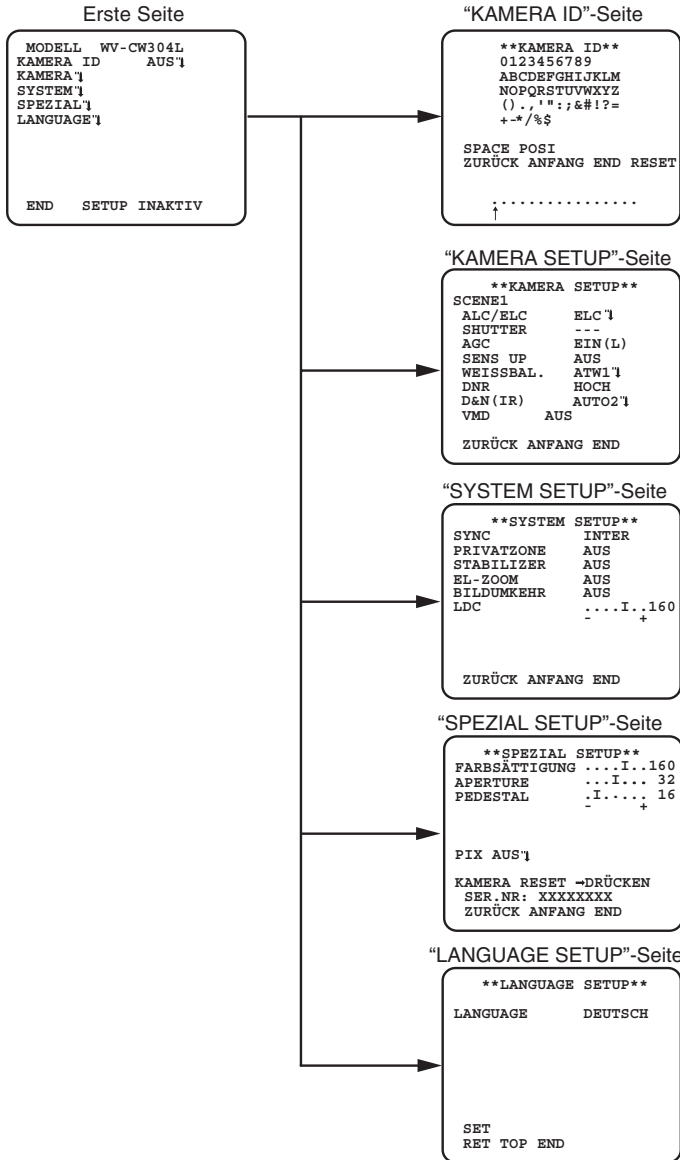 Erste Seite
MODELL WV-CW304L
KAMERA ID AUS
KAMERA
SYSTEM
SPEZIAL
LANGUAGE
END SETUP INAKTIV
“KAMERA ID”-Seite
**KAMERA ID**
0123456789
ABCDEFGHIJKLM
NOPQRSTUVWXYZ
().,'":;&#!?=
+-*/%$
SPACE POSI
ZURÜCK ANFANG END RESET
................
↑
“KAMERA SETUP”-Seite
**KAMERA SETUP**
SCENE1
ALC/ELC ELC
SHUTTER ---
AGC EIN(L)
SENS UP AUS
WEISSBAL. ATW1
DNR HOCH
D&N(IR) AUTO2
VMD AUS
ZURÜCK ANFANG END
“SYSTEM SETUP”-Seite
**SYSTEM SETUP**
SYNC INTER
PRIVATZONE AUS
STABILIZER AUS
EL-ZOOM AUS
BILDUMKEHR AUS
LDC ....I..160
- +
ZURÜCK ANFANG END
“SPEZIAL SETUP”-Seite
**SPEZIAL SETUP**
FARBSÄTTIGUNG ....I..160
APERTURE ...I... 32
PEDESTAL .I..... 16
- +
PIX AUS
KAMERA RESET →DRÜCKEN
SER.NR: XXXXXXXX
ZURÜCK ANFANG END
“LANGUAGE SETUP”-Seite
**LANGUAGE SETUP**
LANGUAGE DEUTSCH
SET
RET TOP END